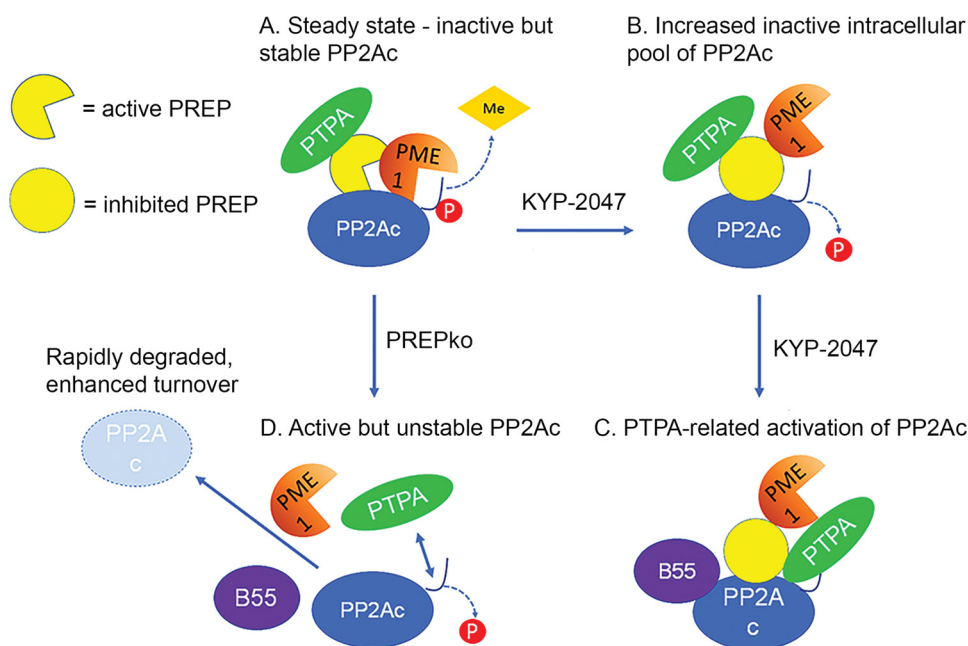 A. Steady state - inactive but
stable PP2Ac
B. Increased inactive intracellular
pool of PP2Ac
= active PREP
= inhibited PREP
PTPA
PME
1
Me
P
PP2Ac
KYP-2047
PTPA
PME
1
PP2Ac
P
PREPko
KYP-2047
Rapidly degraded,
enhanced turnover
PP2A
c
D. Active but unstable PP2Ac
PME
1
PTPA
B55
PP2Ac
P
C. PTPA-related activation of PP2Ac
PME
1
PTPA
B55
PP2A
c